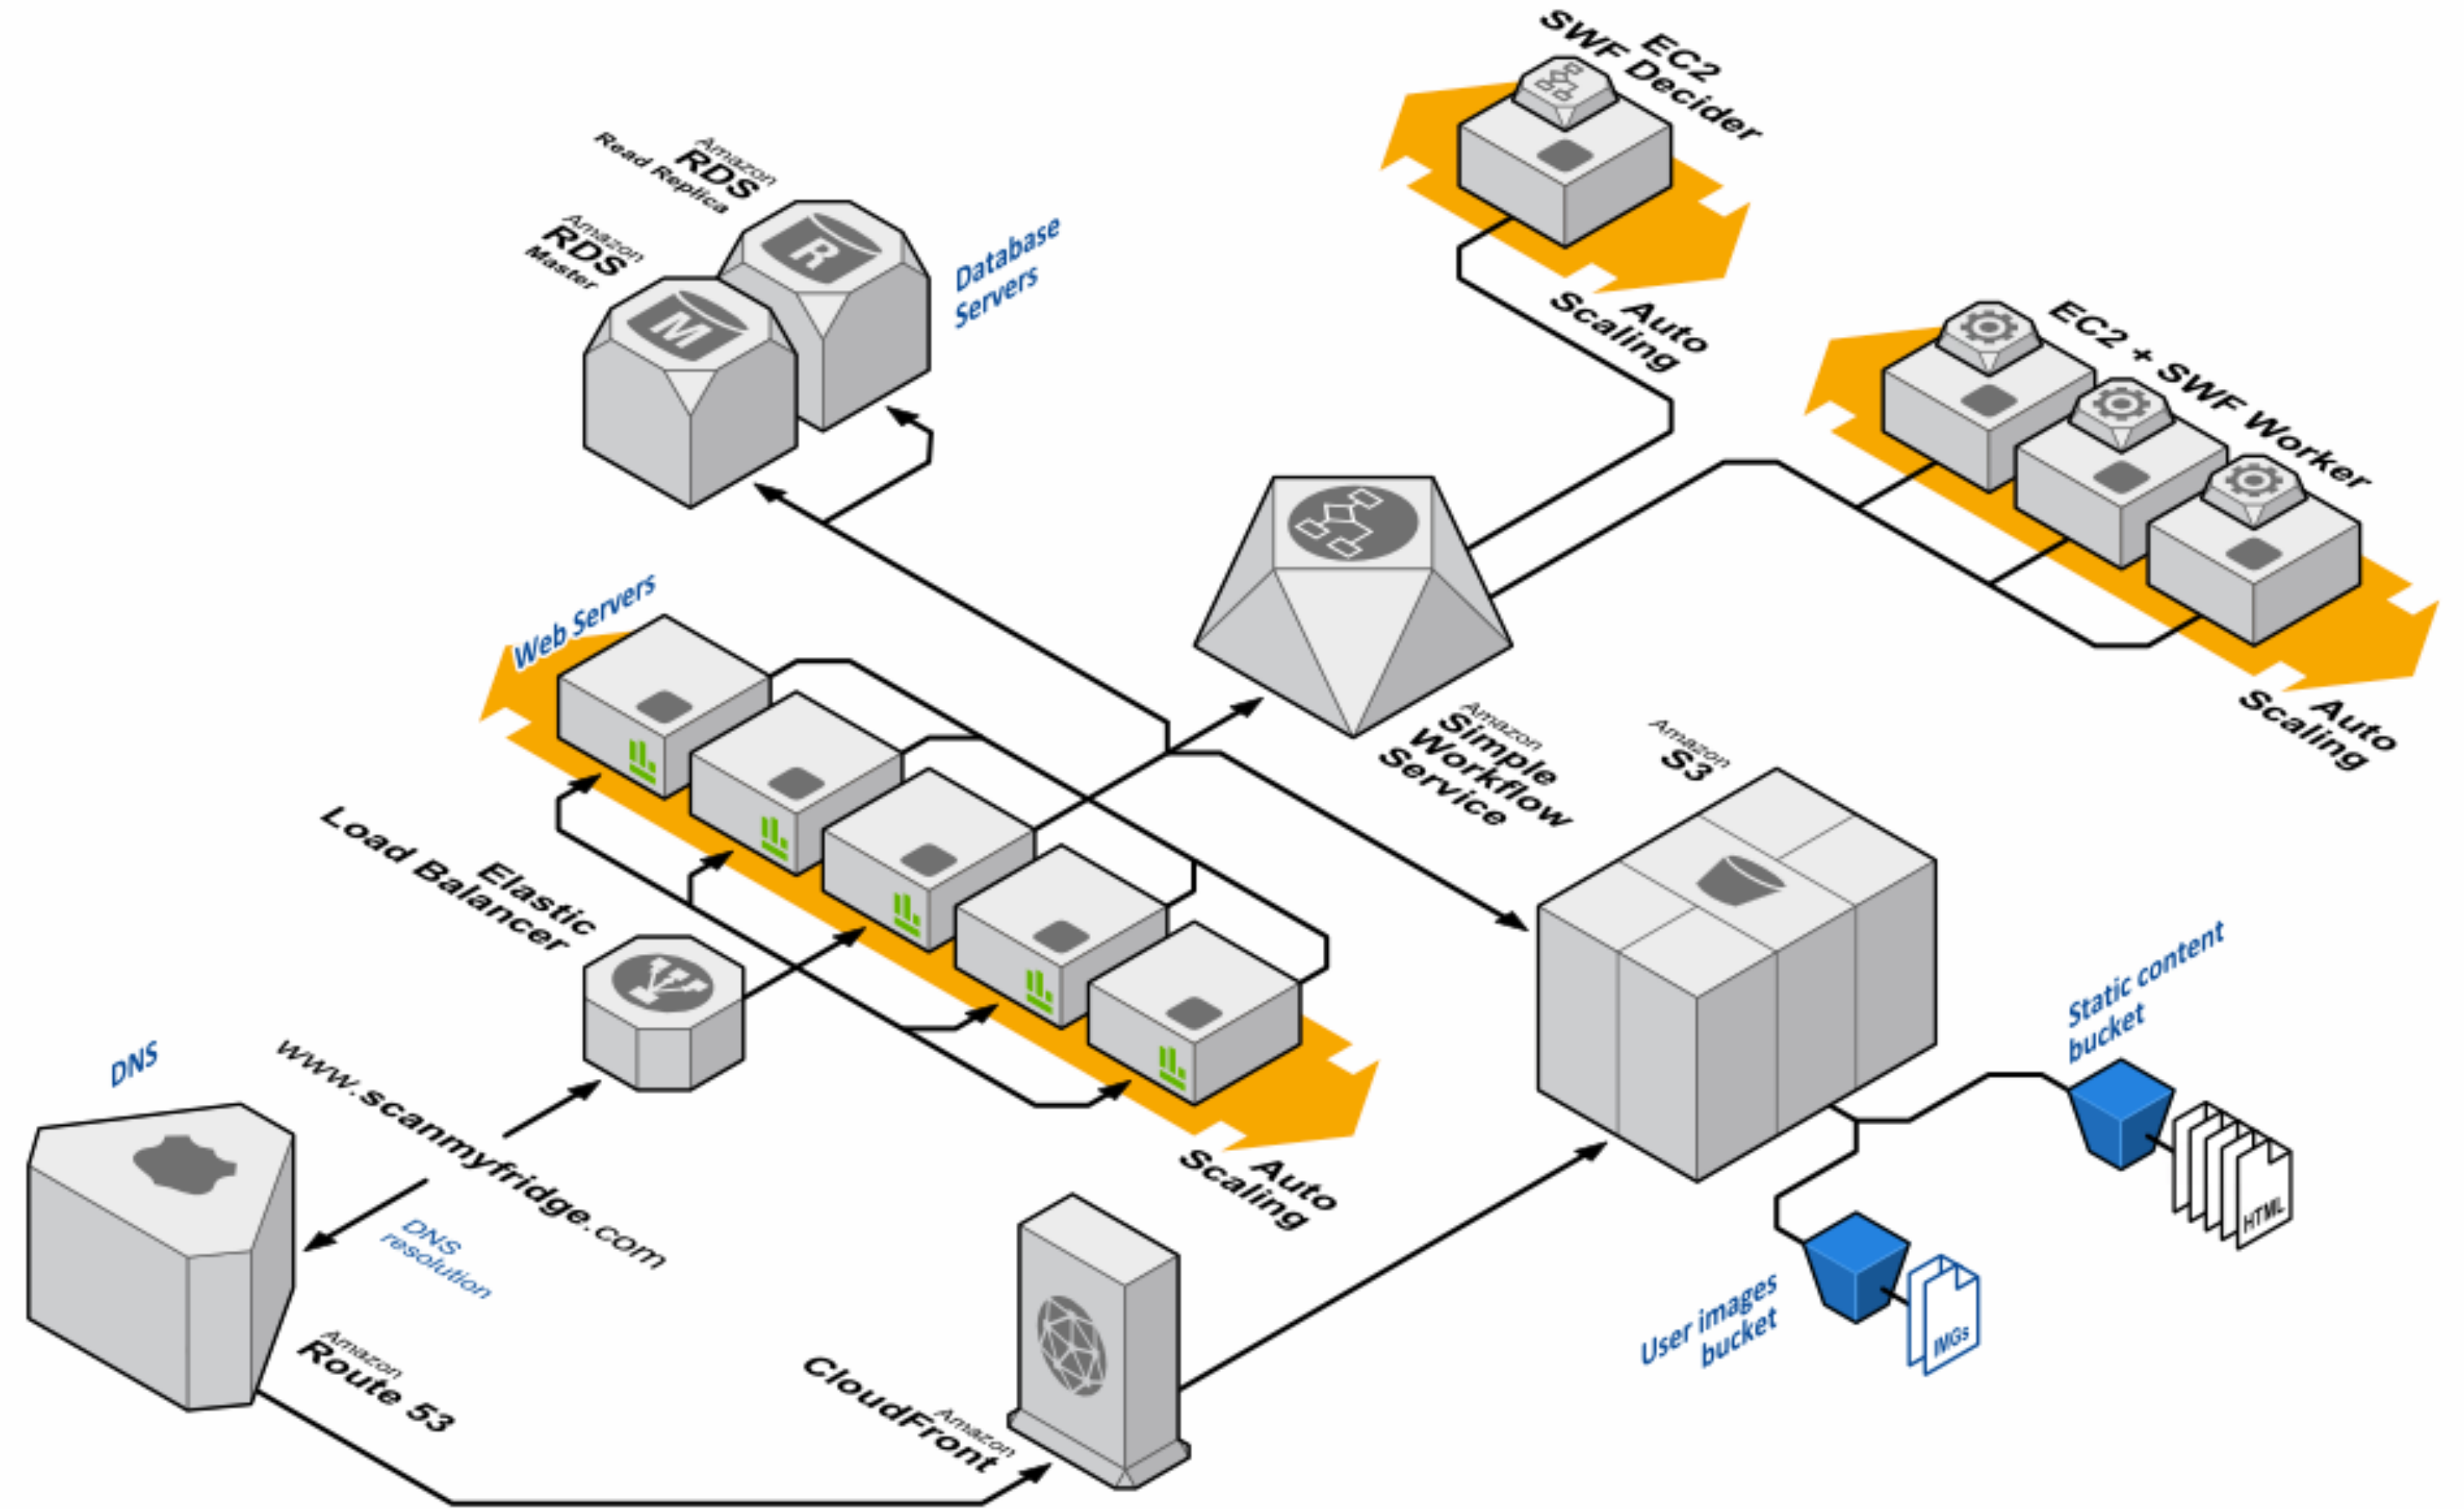 EC2
SWF Decider
Auto
Scaling
Amazon
RDS
Read Replica
Amazon
RDS
Master
R
M
Database
Servers
EC2 + SWF Worker
Auto
Scaling
Web Servers
Amazon
Simple
Workflow
Service
Amazon
S3
Elastic
Load Balancer
Static content
bucket
HTML
DNS
www.scanmyfridge.com
DNS
resolution
Auto
Scaling
User images
bucket
IMGs
Amazon
Route 53
Amazon
CloudFront